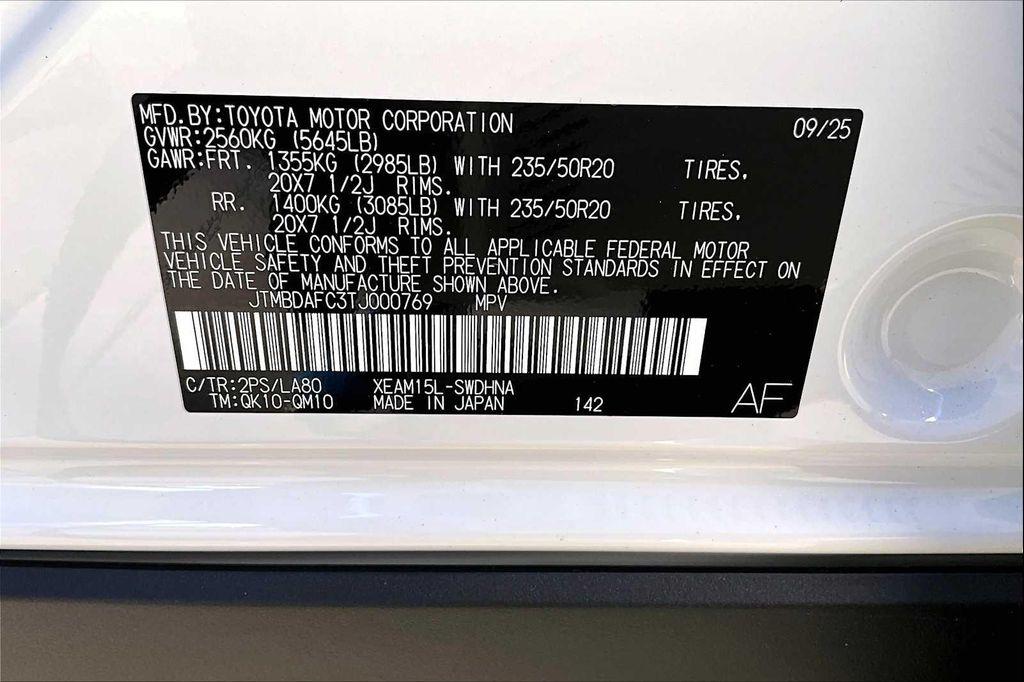 MFD.BY:TOYOTA MOTOR CORPORATION 09/25
GVWR:2560KG (5645LB)
GAWR:FRT. 1355KG (2985LB) WITH 235/50R20 TIRES,
20X7 1/2J RIMS.
RR. 1400KG (3085LB) WITH 235/50R20 TIRES,
20X7 1/2J RIMS.
THIS VEHICLE CONFORMS TO ALL APPLICABLE FEDERAL MOTOR
VEHICLE SAFETY AND THEFT PREVENTION STANDARDS IN EFFECT ON
THE DATE OF MANUFACTURE SHOWN ABOVE.
JTMBDAFC3TJ000769 MPV
C/TR:2PS/LA80 XEAM15L-SWDHNA
TM:QK10-QM10 MADE IN JAPAN 142 AF